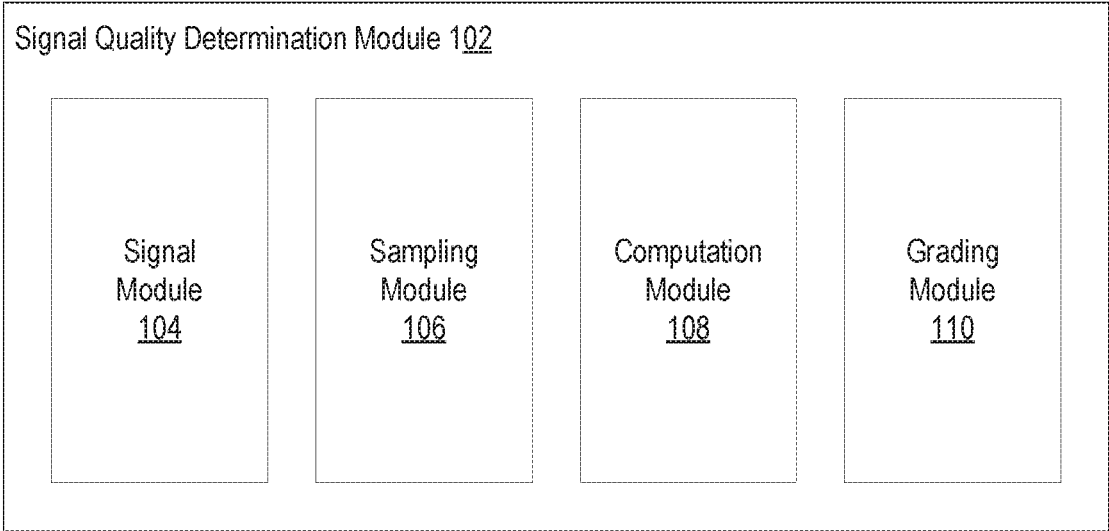 Signal Quality Determination Module 102
Signal
Module
104
Sampling
Module
106
Computation
Module
108
Grading
Module
110